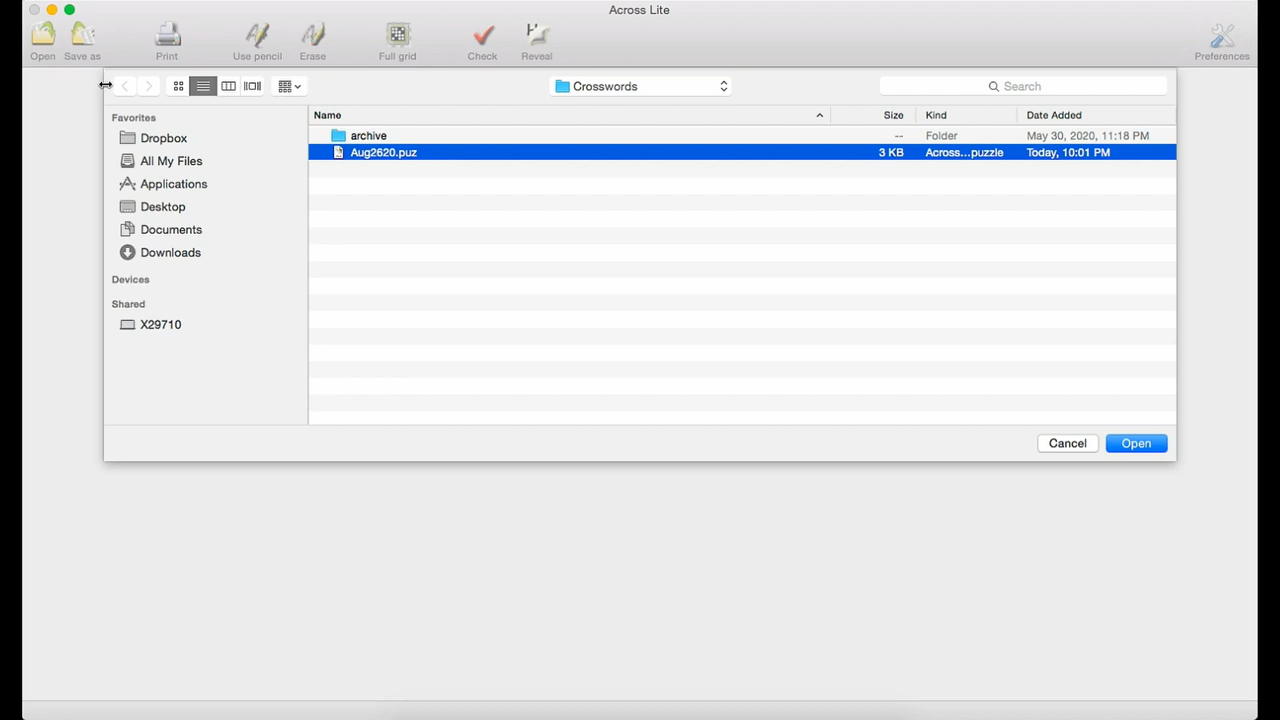 Across Lite
Open Save as Print Use pencil Erase Full grid Check Reveal Preferences
Crosswords Search
Favorites
Dropbox
All My Files
Applications
Desktop
Documents
Downloads
Devices
Shared
X29710
Name Size Kind Date Added
archive -- Folder May 30, 2020, 11:18 PM
Aug2620.puz 3 KB Across...puzzle Today, 10:01 PM
Cancel Open